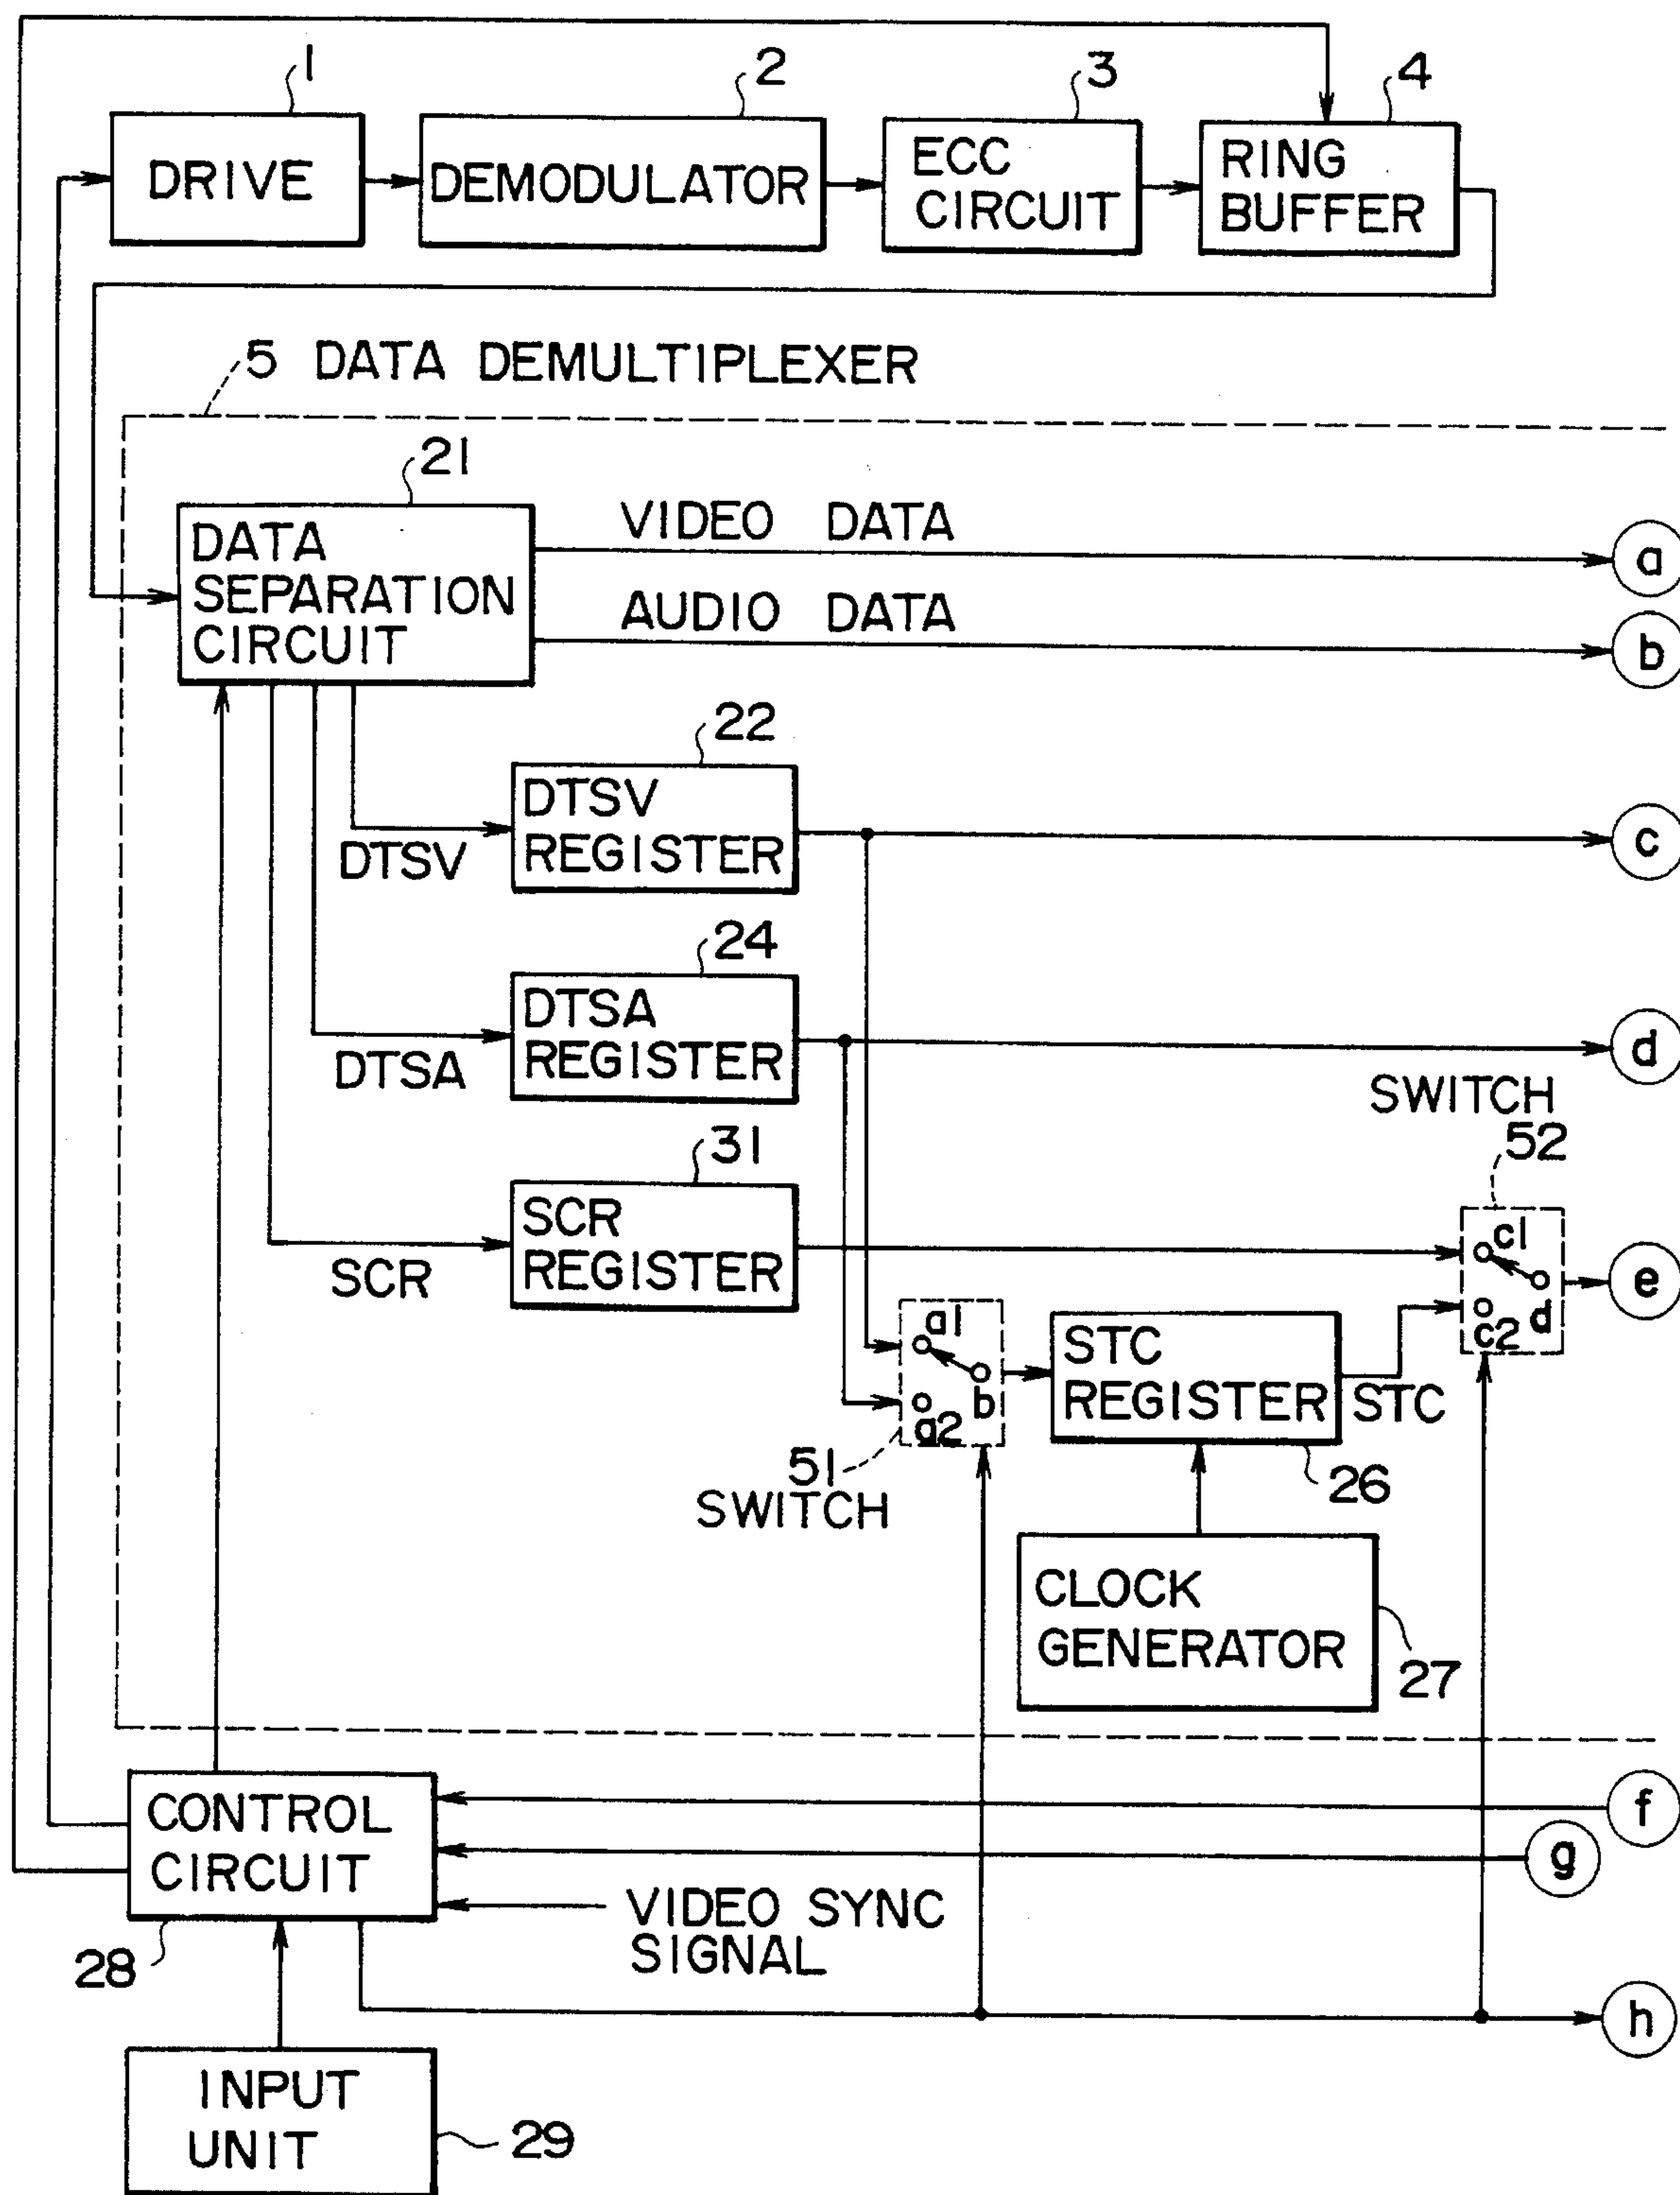 1
2
3
4
DRIVE
DEMODULATOR
ECC
CIRCUIT
RING
BUFFER
5 DATA DEMULTIPLEXER
21
DATA
SEPARATION
CIRCUIT
VIDEO DATA
a
AUDIO DATA
b
22
DTSV
REGISTER
DTSV
c
24
DTSA
REGISTER
DTSA
d
SWITCH
52
31
SCR
REGISTER
SCR
c1
d
c2
e
a1
b
a2
51
SWITCH
STC
REGISTER
STC
26
CLOCK
GENERATOR
27
CONTROL
CIRCUIT
f
g
VIDEO SYNC
SIGNAL
28
h
INPUT
UNIT
29